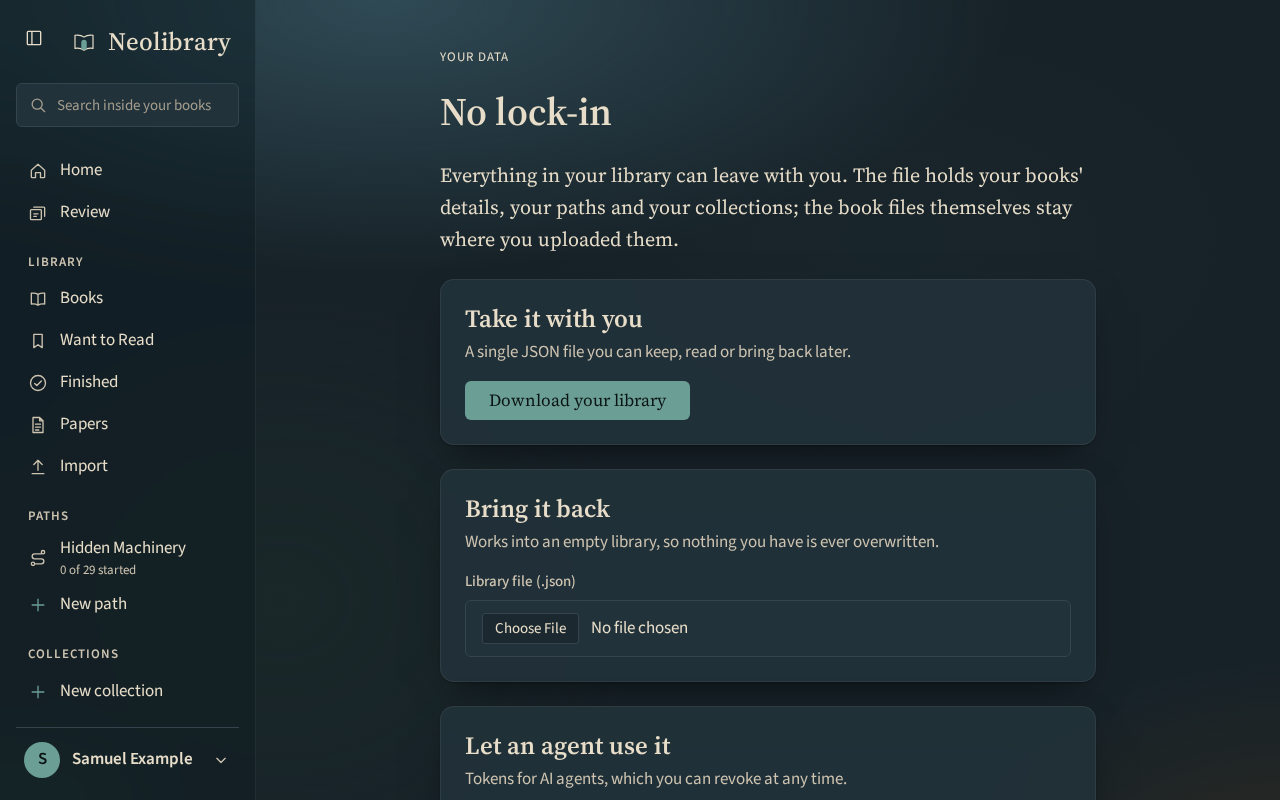 Neolibrary
Search inside your books
Home
Review
LIBRARY
Books
Want to Read
Finished
Papers
Import
PATHS
Hidden Machinery
0 of 29 started
New path
COLLECTIONS
New collection
S
Samuel Example
YOUR DATA
No lock-in
Everything in your library can leave with you. The file holds your books'
details, your paths and your collections; the book files themselves stay
where you uploaded them.
Take it with you
A single JSON file you can keep, read or bring back later.
Download your library
Bring it back
Works into an empty library, so nothing you have is ever overwritten.
Library file (.json)
Choose File No file chosen
Let an agent use it
Tokens for AI agents, which you can revoke at any time.